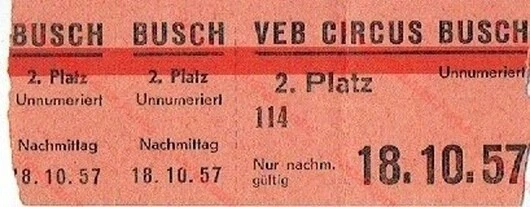 BUSCH
2. Platz
Unnumeriert
Nachmittag
18.10.57
BUSCH
2. Platz
Unnumeriert
Nachmittag
18.10.57
VEB CIRCUS BUSCH
Unnumeriert
2. Platz
114
Nur nachm.
gültig
18.10.57